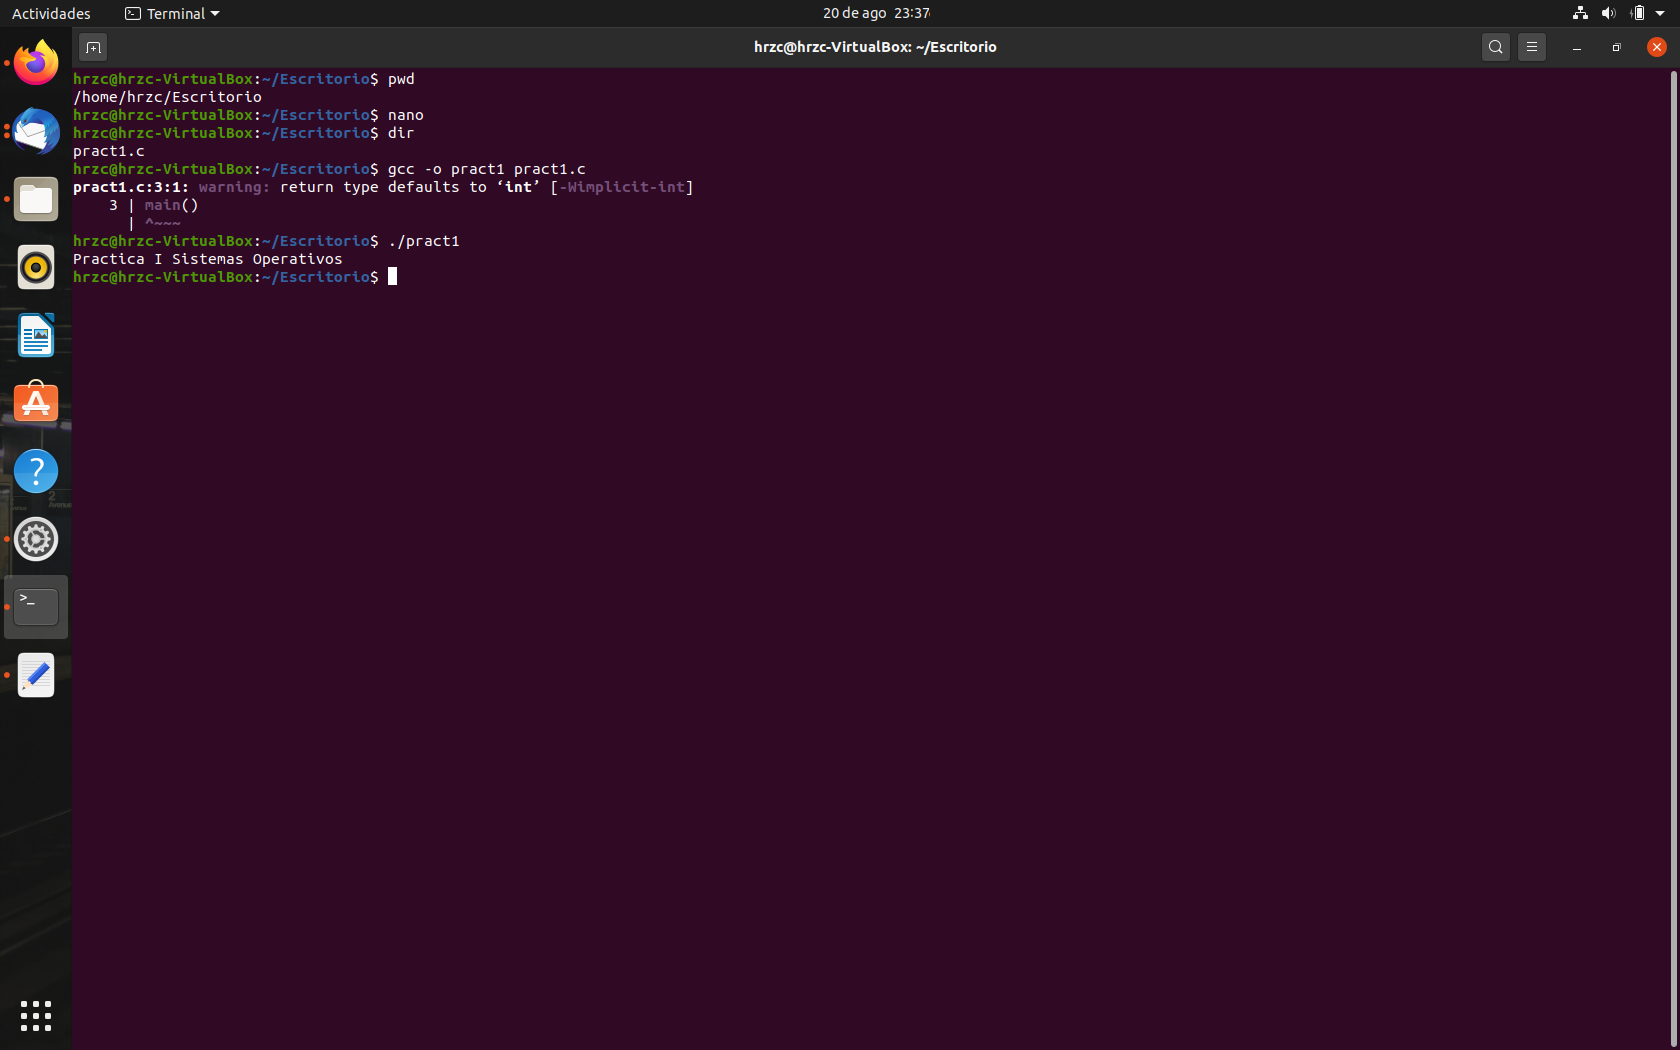 Actividades
Terminal
20 de ago 23:37
hrzc@hrzc-VirtualBox: ~/Escritorio
hrzc@hrzc-VirtualBox:~/Escritorio$ pwd
/home/hrzc/Escritorio
hrzc@hrzc-VirtualBox:~/Escritorio$ nano
hrzc@hrzc-VirtualBox:~/Escritorio$ dir
pract1.c
hrzc@hrzc-VirtualBox:~/Escritorio$ gcc -o pract1 pract1.c
pract1.c:3:1: warning: return type defaults to ‘int’ [-Wimplicit-int]
    3 | main()
      | ^~~~
hrzc@hrzc-VirtualBox:~/Escritorio$ ./pract1
Practica I Sistemas Operativos
hrzc@hrzc-VirtualBox:~/Escritorio$